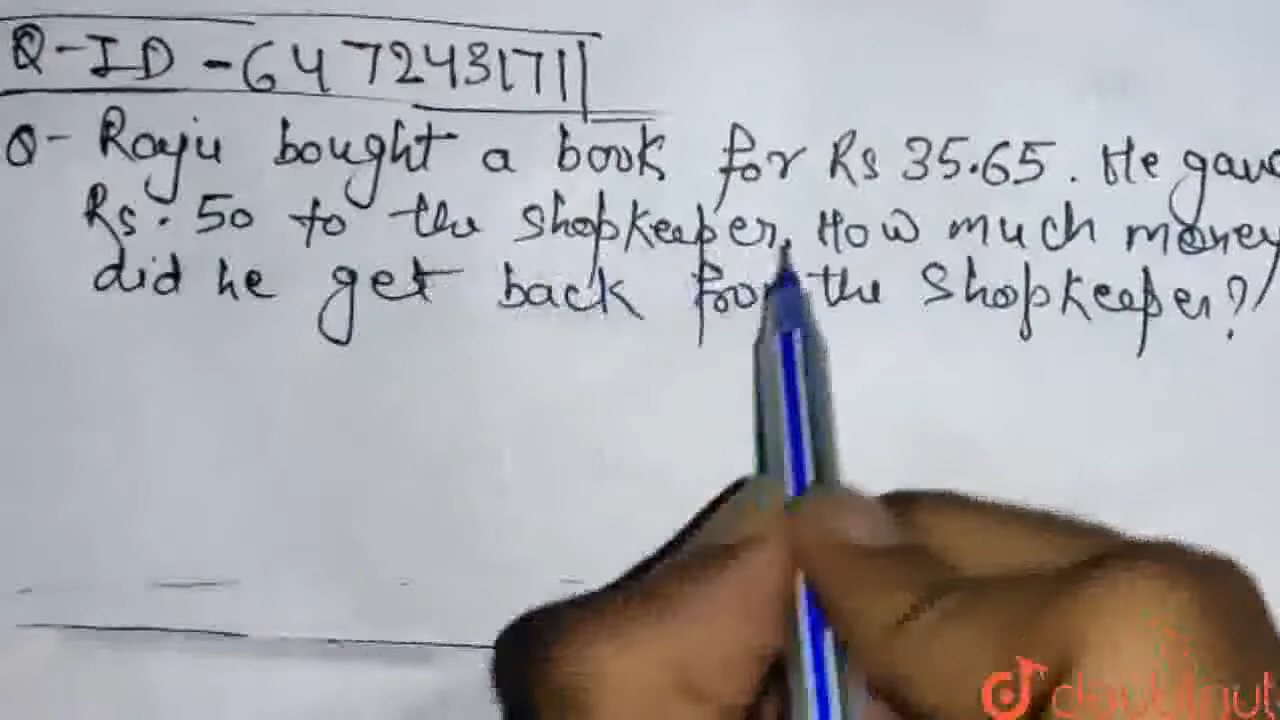 Q-ID-647243171
Q- Raju bought a book for Rs 35.65. He gave
Rs. 50 to the shopkeeper. How much money
did he get back from the shopkeeper?
doubtnut